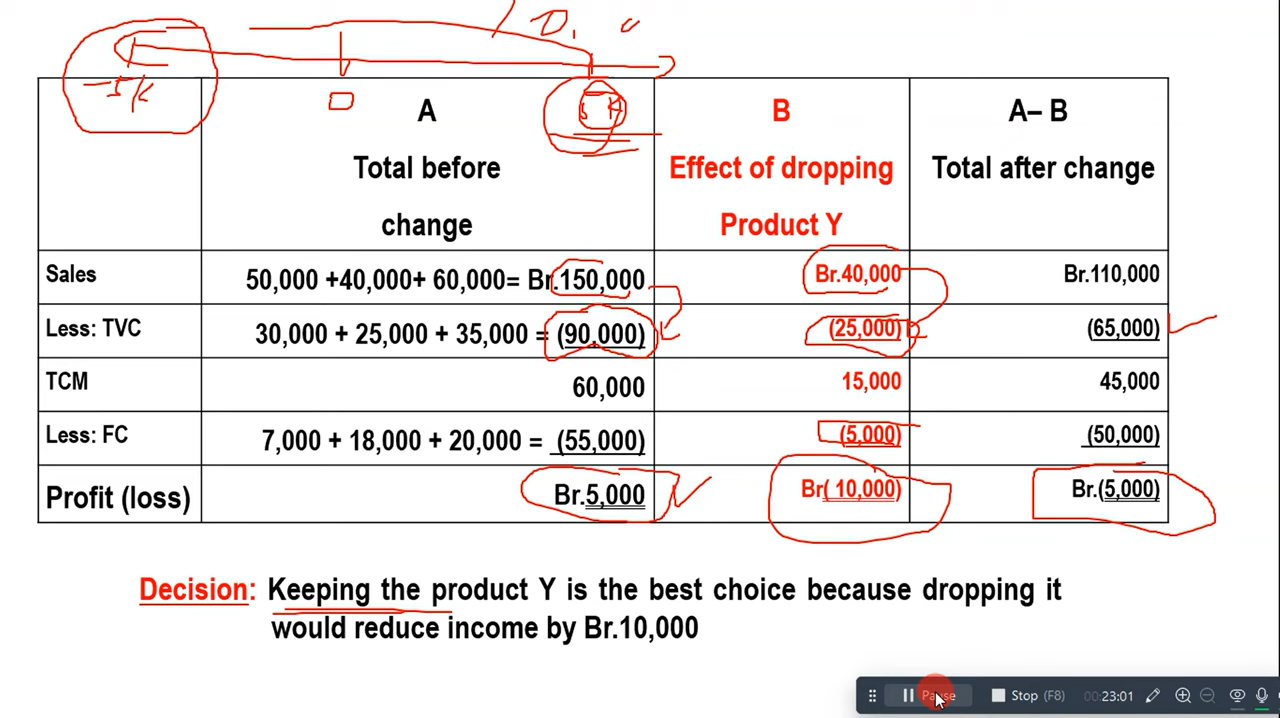 -5k
0
5k
A
Total before
change
B
Effect of dropping
Product Y
A– B
Total after change
Sales
50,000 +40,000+ 60,000= Br.150,000
Br.40,000
Br.110,000
Less: TVC
30,000 + 25,000 + 35,000 = (90,000)
(25,000)
(65,000)
TCM
60,000
15,000
45,000
Less: FC
7,000 + 18,000 + 20,000 = (55,000)
(5,000)
(50,000)
Profit (loss)
Br.5,000
Br( 10,000)
Br.(5,000)
Decision: Keeping the product Y is the best choice because dropping it
would reduce income by Br.10,000
Pause
Stop (F8)
00:23:01